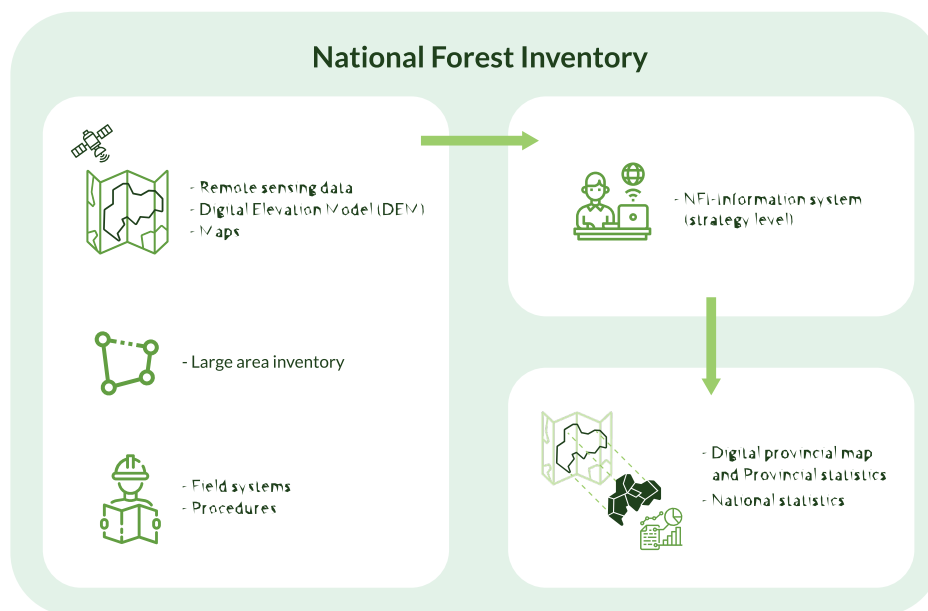 National Forest Inventory
- Remote sensing data
- Digital Elevation Model (DEM)
- Maps
- Large area inventory
- Field systems
- Procedures
- NFI-information system
(strategy level)
- Digital provincial map
and Provincial statistics
- National statistics